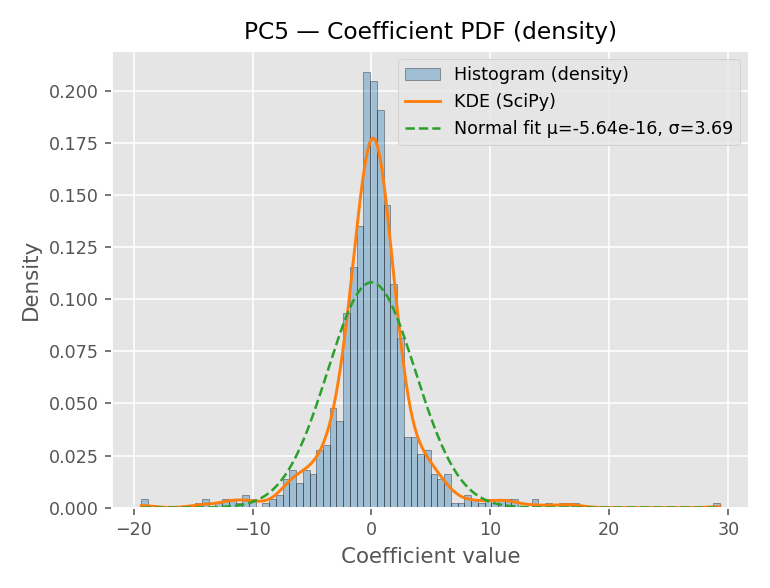 PC5 — Coefficient PDF (density)
Histogram (density)
KDE (SciPy)
Normal fit μ=-5.64e-16, σ=3.69
Density
0.200
0.175
0.150
0.125
0.100
0.075
0.050
0.025
0.000
−20 −10 0 10 20 30
Coefficient value